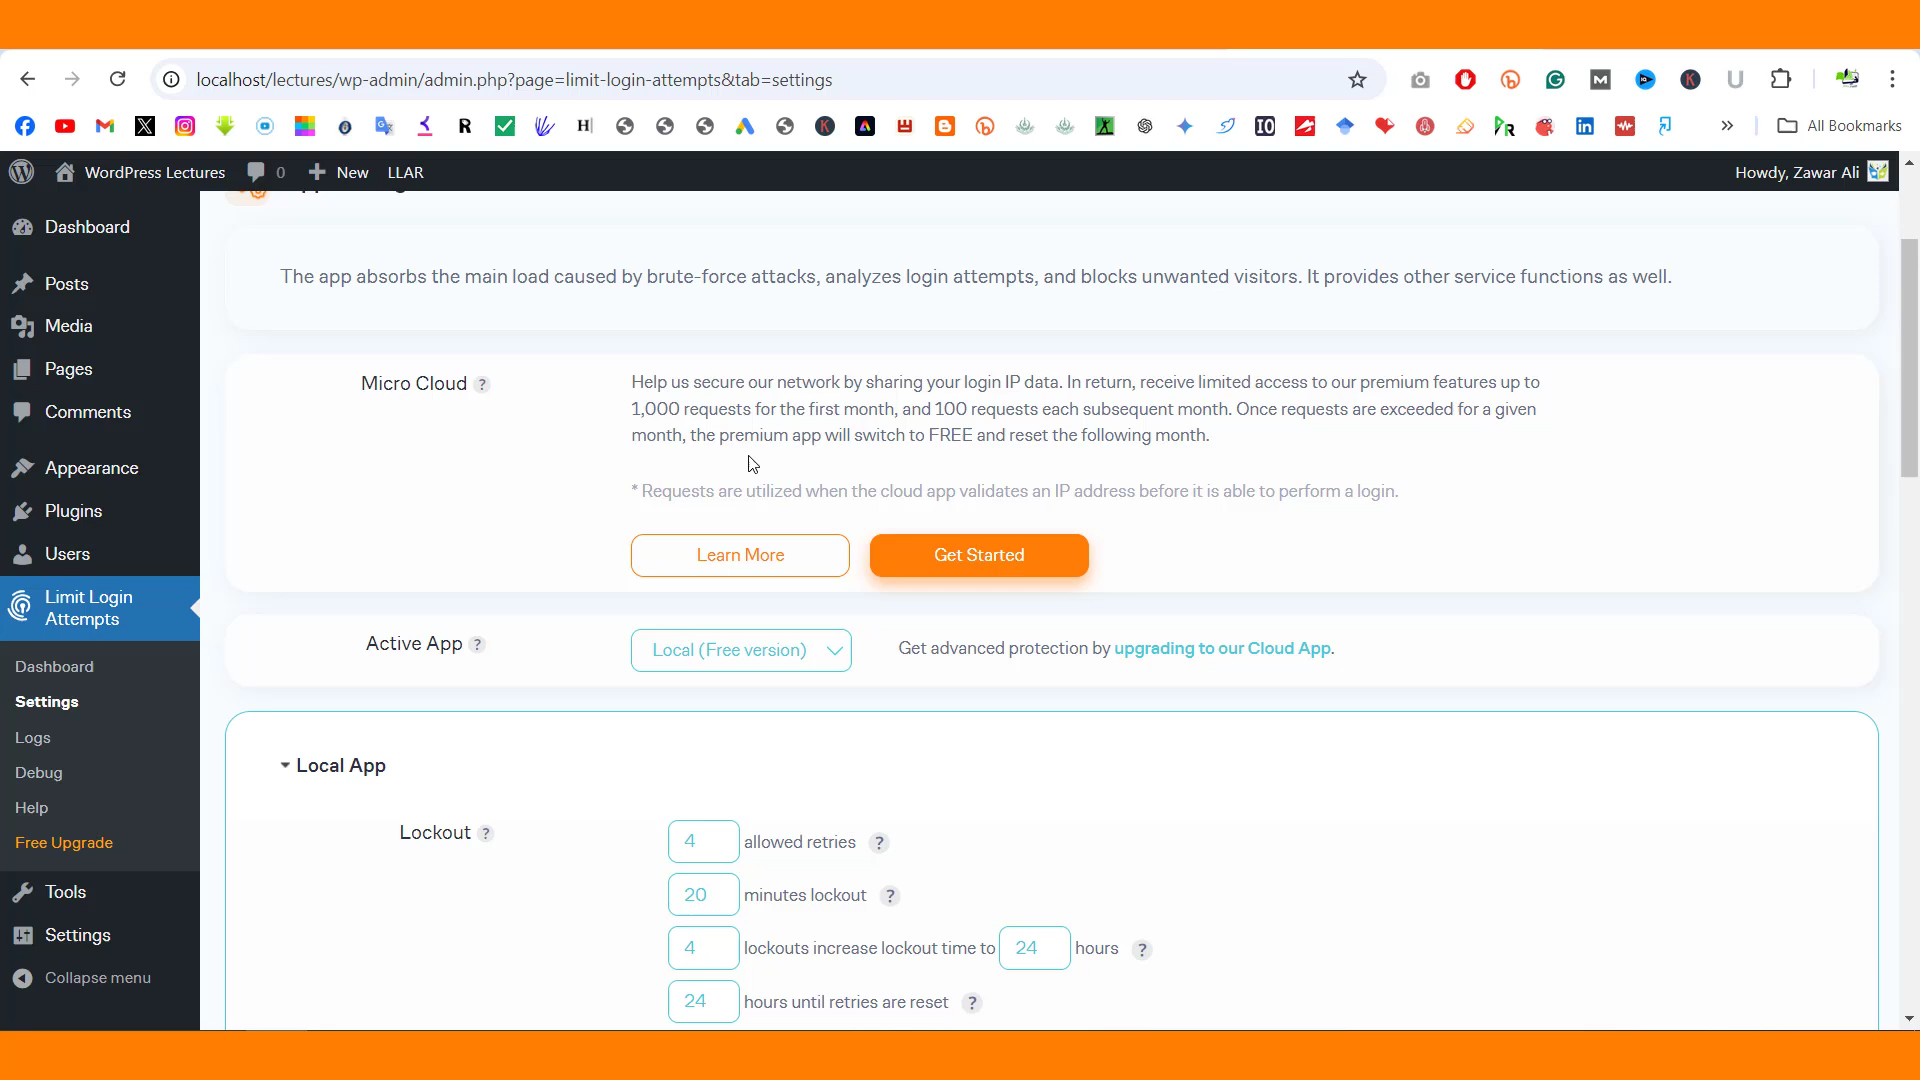 localhost/lectures/wp-admin/admin.php?page=limit-login-attempts&tab=settings
All Bookmarks
WordPress Lectures 0 New LLAR Howdy, Zawar Ali
Dashboard
Posts
Media
Pages
Comments
Appearance
Plugins
Users
Limit Login
Attempts
Dashboard
Settings
Logs
Debug
Help
Free Upgrade
Tools
Settings
Collapse menu
The app absorbs the main load caused by brute-force attacks, analyzes login attempts, and blocks unwanted visitors. It provides other service functions as well.
Micro Cloud ?
Help us secure our network by sharing your login IP data. In return, receive limited access to our premium features up to
1,000 requests for the first month, and 100 requests each subsequent month. Once requests are exceeded for a given
month, the premium app will switch to FREE and reset the following month.
* Requests are utilized when the cloud app validates an IP address before it is able to perform a login.
Learn More
Get Started
Active App ?
Local (Free version)
Get advanced protection by upgrading to our Cloud App.
Local App
Lockout ?
4 allowed retries ?
20 minutes lockout ?
4 lockouts increase lockout time to 24 hours ?
24 hours until retries are reset ?